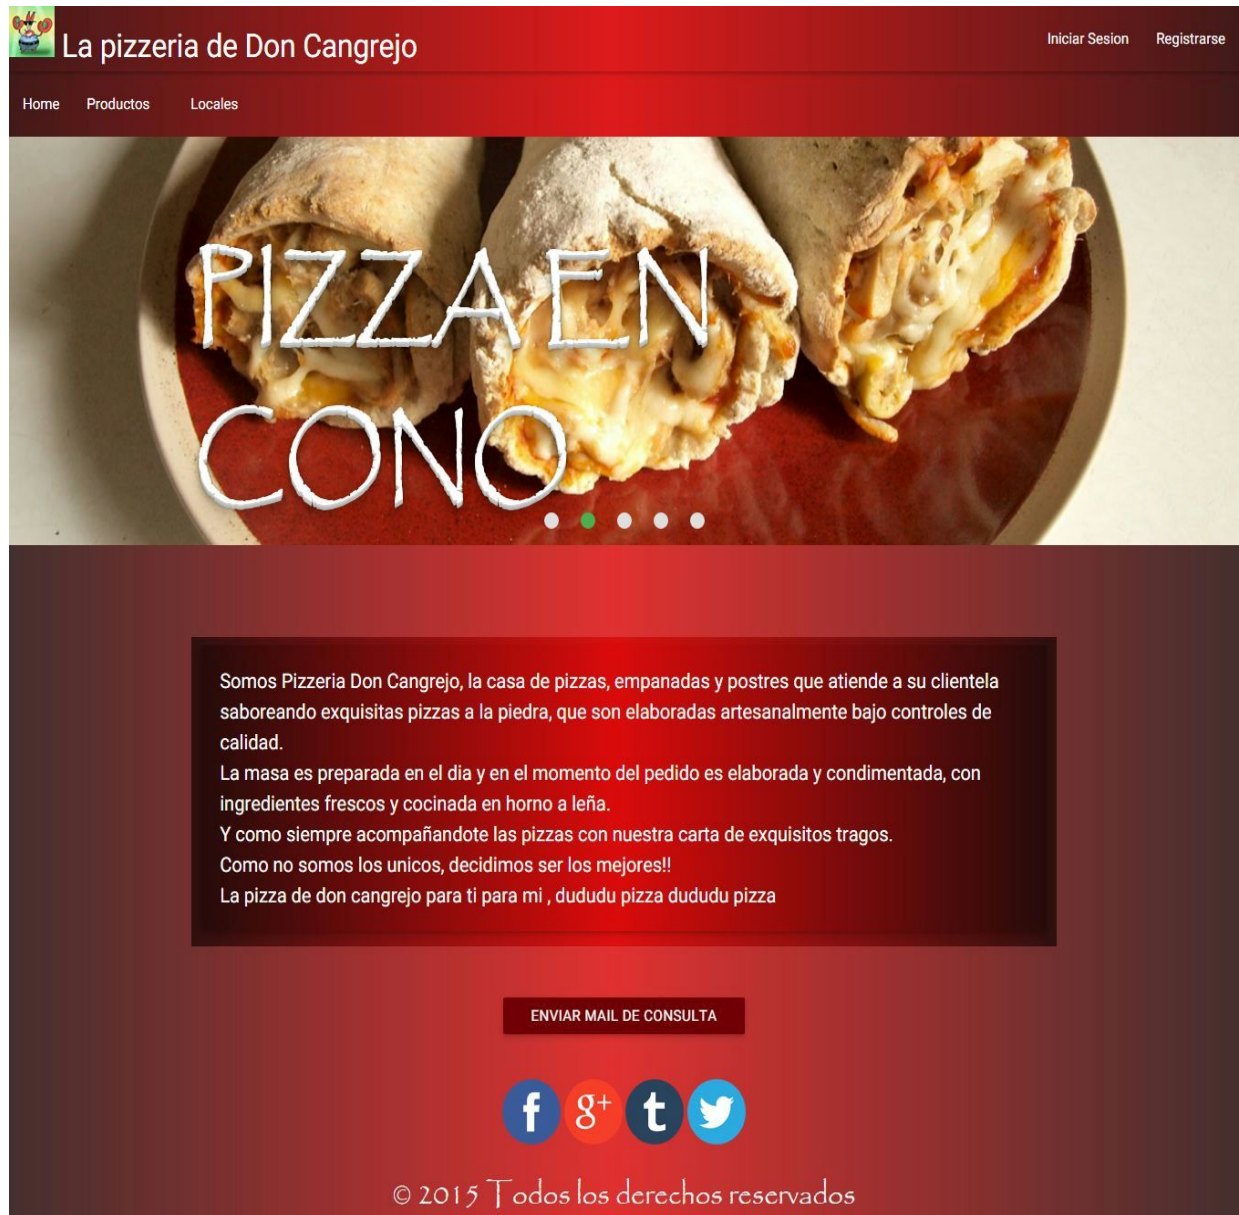 La pizzeria de Don Cangrejo
Iniciar Sesion
Registrarse
Home
Productos
Locales
PIZZA EN
CONO
Somos Pizzeria Don Cangrejo, la casa de pizzas, empanadas y postres que atiende a su clientela
saboreando exquisitas pizzas a la piedra, que son elaboradas artesanalmente bajo controles de
calidad.
La masa es preparada en el dia y en el momento del pedido es elaborada y condimentada, con
ingredientes frescos y cocinada en horno a leña.
Y como siempre acompañandote las pizzas con nuestra carta de exquisitos tragos.
Como no somos los unicos, decidimos ser los mejores!!
La pizza de don cangrejo para ti para mi , dududu pizza dududu pizza
ENVIAR MAIL DE CONSULTA
f g+ t
© 2015 Todos los derechos reservados